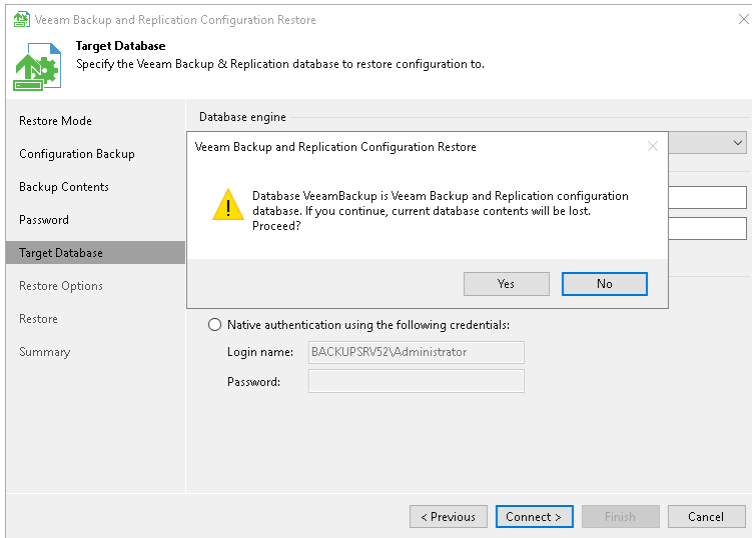 Veeam Backup and Replication Configuration Restore
Target Database
Specify the Veeam Backup & Replication database to restore configuration to.
Restore Mode
Configuration Backup
Backup Contents
Password
Target Database
Restore Options
Restore
Summary
Database engine
Veeam Backup and Replication Configuration Restore
Database VeeamBackup is Veeam Backup and Replication configuration
database. If you continue, current database contents will be lost.
Proceed?
Yes
No
Native authentication using the following credentials:
Login name: BACKUPSRV52\Administrator
Password:
< Previous
Connect >
Finish
Cancel